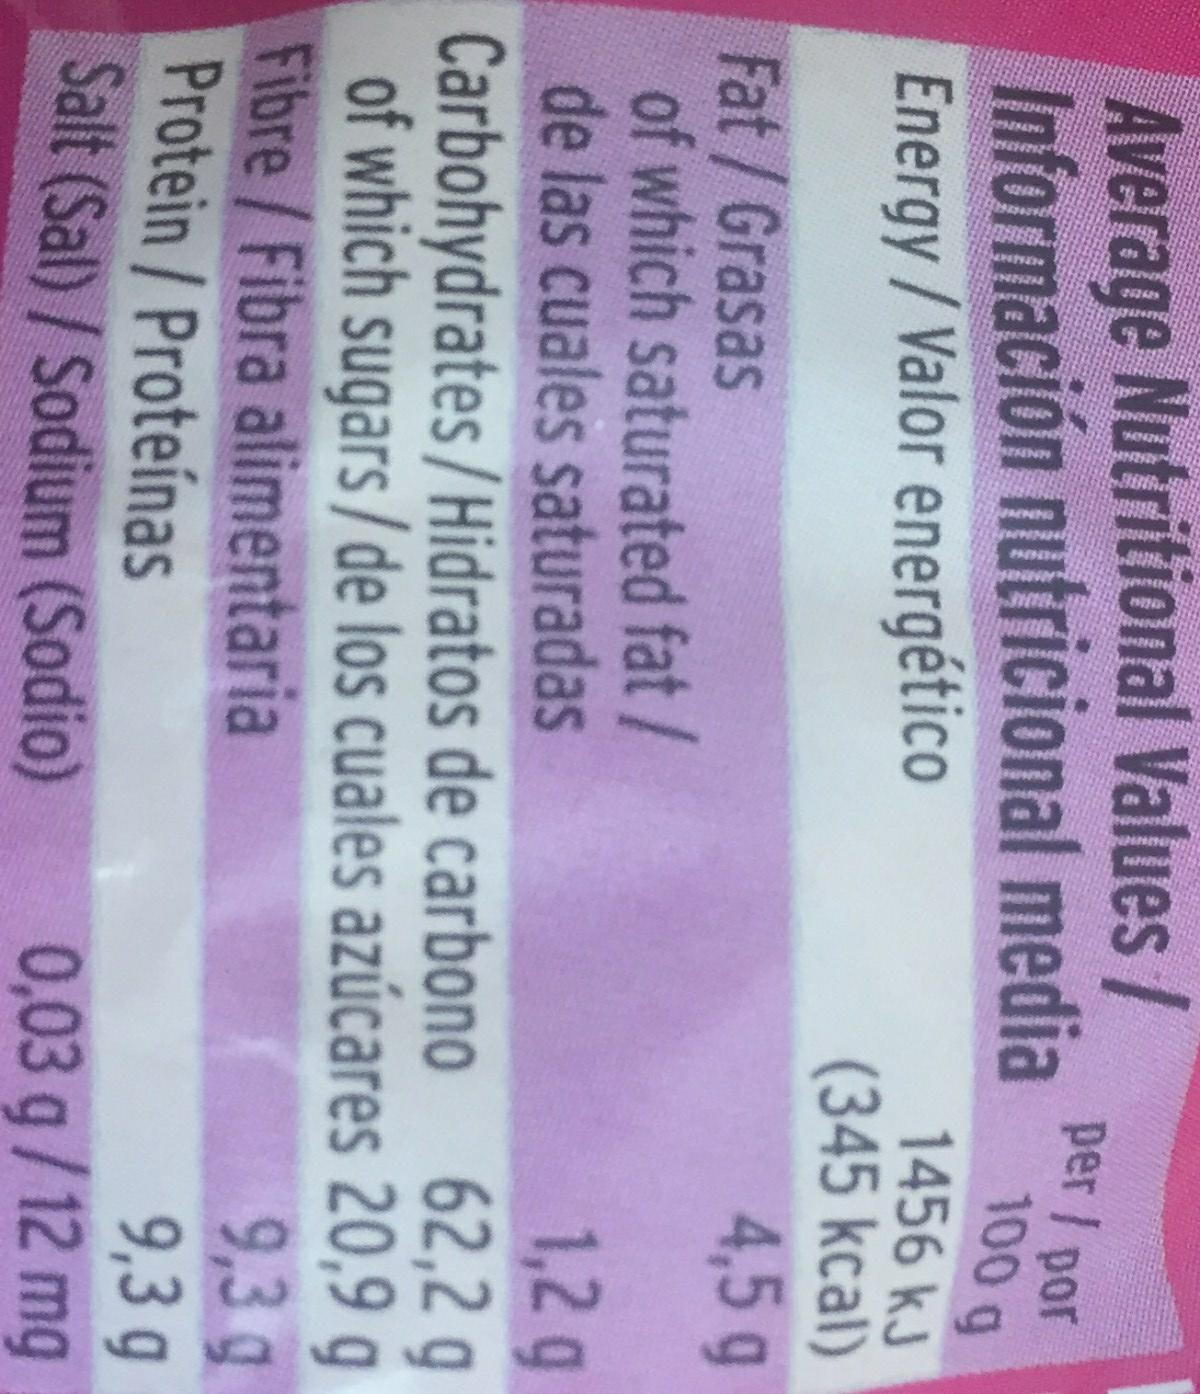 Average Nutritional Values /
Información nutricional media per / por 100 g
Energy / Valor energético 1456 kJ
(345 kcal)
Fat / Grasas 4,5 g
of which saturated fat /
de las cuales saturadas 1,2 g
Carbohydrates / Hidratos de carbono 62,2 g
of which sugars / de los cuales azúcares 20,9 g
Fibre / Fibra alimentaria 9,3 g
Protein / Proteínas 9,3 g
Salt (Sal) / Sodium (Sodio) 0,03 g / 12 mg